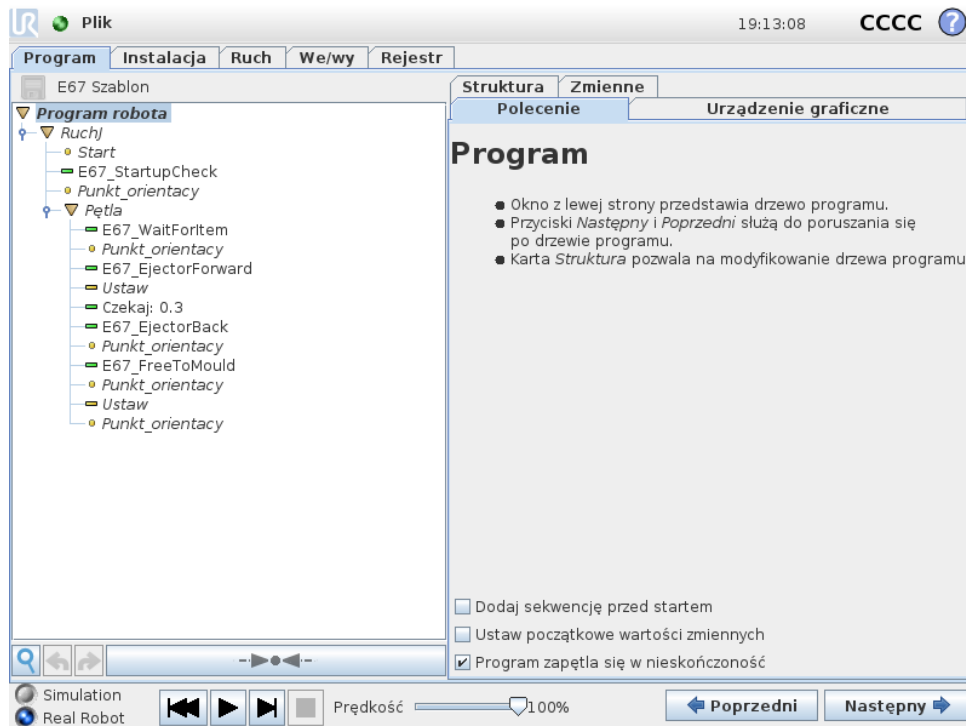 UR Plik 19:13:08 CCCC ?
Program Instalacja Ruch We/wy Rejestr
E67 Szablon
Program robota
RuchJ
Start
E67_StartupCheck
Punkt_orientacy
Pętla
E67_WaitForItem
Punkt_orientacy
E67_EjectorForward
Ustaw
Czekaj: 0.3
E67_EjectorBack
Punkt_orientacy
E67_FreeToMould
Punkt_orientacy
Ustaw
Punkt_orientacy
Struktura Zmienne
Polecenie Urządzenie graficzne
Program
Okno z lewej strony przedstawia drzewo programu.
Przyciski Następny i Poprzedni służą do poruszania się
po drzewie programu.
Karta Struktura pozwala na modyfikowanie drzewa programu
Dodaj sekwencję przed startem
Ustaw początkowe wartości zmiennych
Program zapętla się w nieskończoność
Simulation
Real Robot
Prędkość 100%
Poprzedni Następny